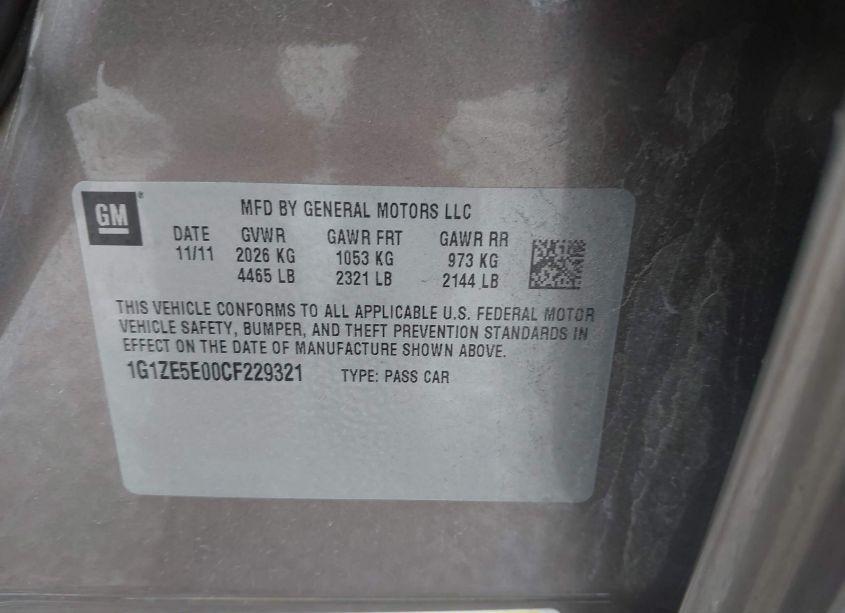 GM
MFD BY GENERAL MOTORS LLC
DATE GVWR GAWR FRT GAWR RR
11/11 2026 KG 1053 KG 973 KG
4465 LB 2321 LB 2144 LB
THIS VEHICLE CONFORMS TO ALL APPLICABLE U.S. FEDERAL MOTOR
VEHICLE SAFETY, BUMPER, AND THEFT PREVENTION STANDARDS IN
EFFECT ON THE DATE OF MANUFACTURE SHOWN ABOVE.
1G1ZE5E00CF229321 TYPE: PASS CAR